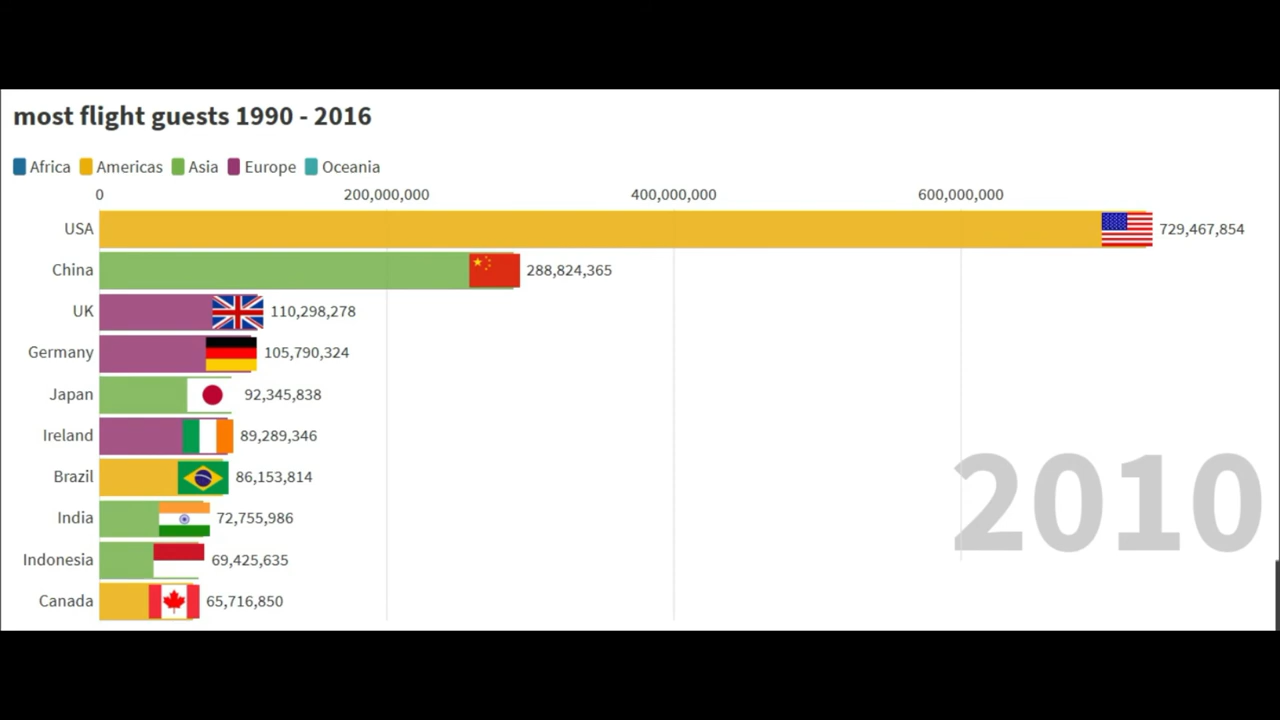 most flight guests 1990 - 2016
Africa Americas Asia Europe Oceania
0 200,000,000 400,000,000 600,000,000
USA 729,467,854
China 288,824,365
UK 110,298,278
Germany 105,790,324
Japan 92,345,838
Ireland 89,289,346
Brazil 86,153,814
India 72,755,986
Indonesia 69,425,635
Canada 65,716,850
2010